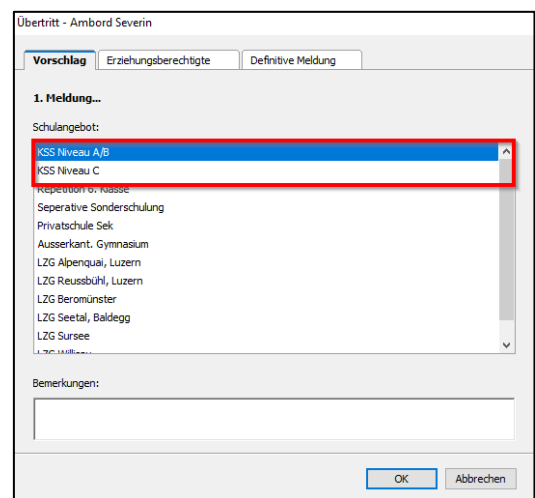 Übertritt - Ambord Severin
Vorschlag Erziehungsberechtigte Definitive Meldung
1. Meldung...
Schulangebot:
KSS Niveau A/B
KSS Niveau C
Repetition 6. Klasse
Seperative Sonderschulung
Privatschule Sek
Ausserkant. Gymnasium
LZG Alpenquai, Luzern
LZG Reussbühl, Luzern
LZG Beromünster
LZG Seetal, Baldegg
LZG Sursee
LZG Willisau
Bemerkungen:
OK Abbrechen